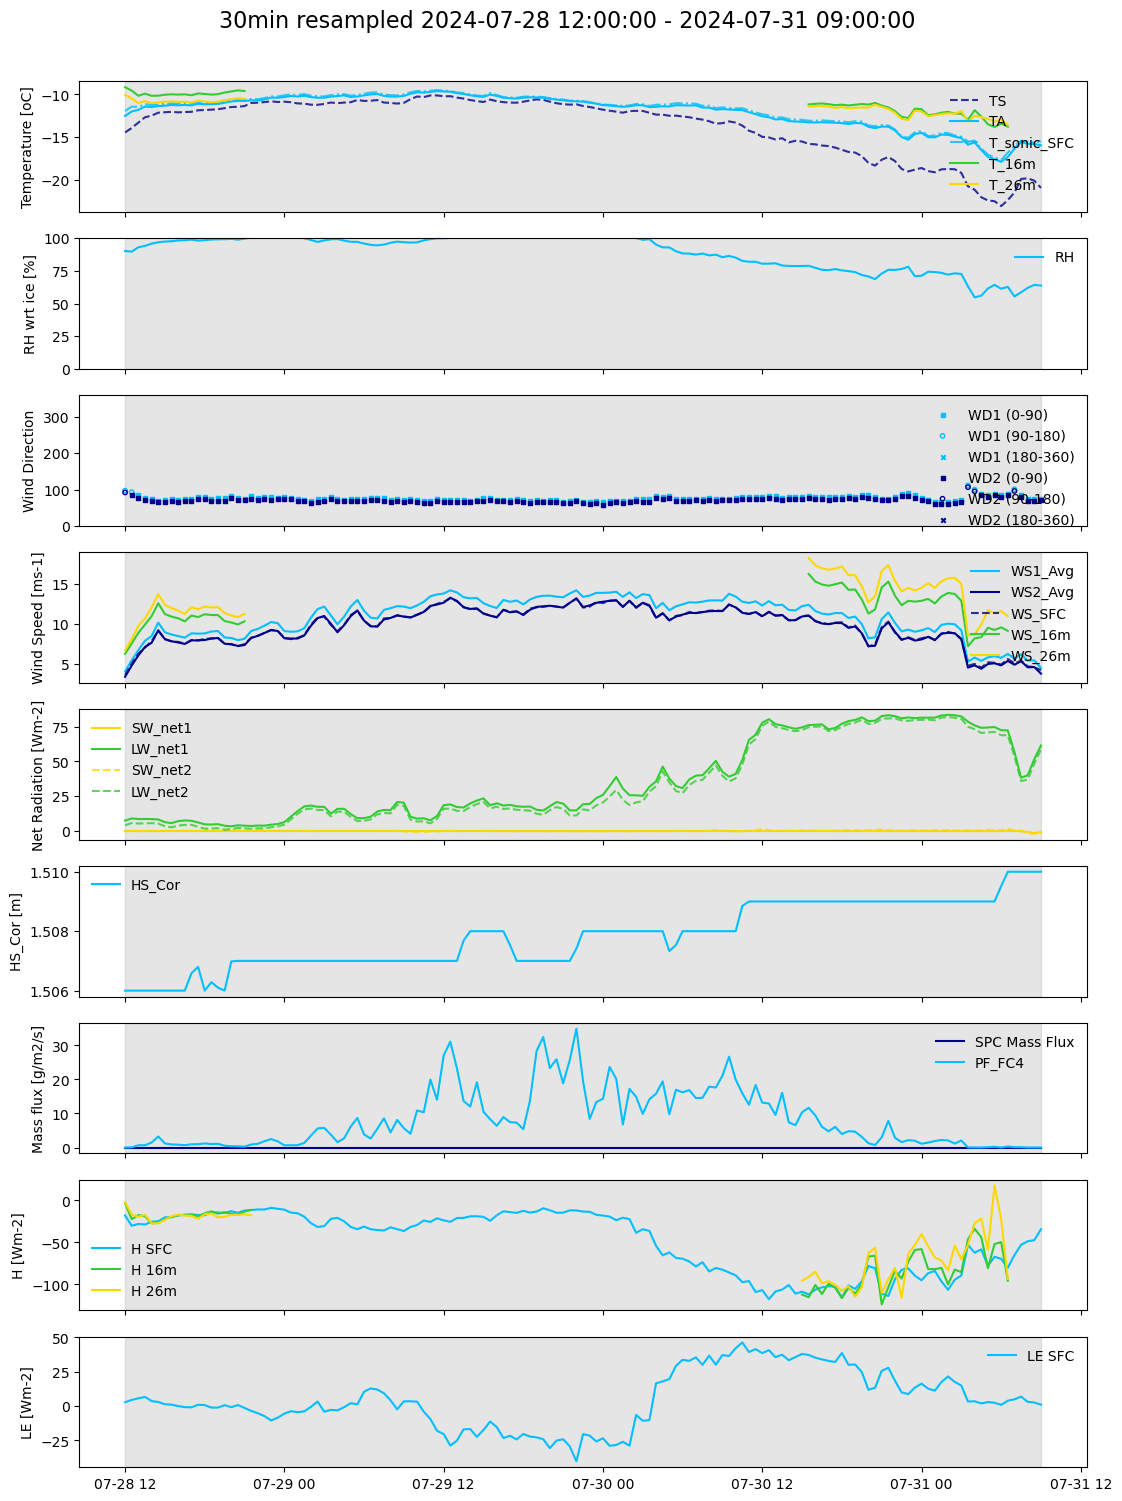 30min resampled 2024-07-28 12:00:00 - 2024-07-31 09:00:00
Temperature [oC]
−10
−15
−20
TS
TA
T_sonic_SFC
T_16m
T_26m
RH wrt ice [%]
100
75
50
25
0
RH
Wind Direction
300
200
100
0
WD1 (0-90)
WD1 (90-180)
WD1 (180-360)
WD2 (0-90)
WD2 (90-180)
WD2 (180-360)
Wind Speed [ms-1]
15
10
5
WS1_Avg
WS2_Avg
WS_SFC
WS_16m
WS_26m
Net Radiation [Wm-2]
75
50
25
0
SW_net1
LW_net1
SW_net2
LW_net2
HS_Cor [m]
1.510
1.508
1.506
HS_Cor
Mass flux [g/m2/s]
30
20
10
0
SPC Mass Flux
PF_FC4
H [Wm-2]
0
−50
−100
H SFC
H 16m
H 26m
LE [Wm-2]
50
25
0
−25
LE SFC
07-28 12
07-29 00
07-29 12
07-30 00
07-30 12
07-31 00
07-31 12